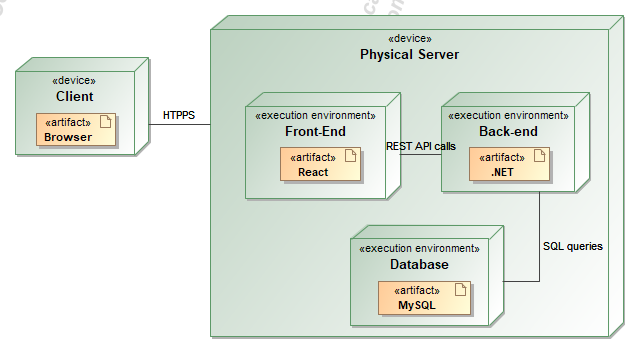 «device»
Physical Server
«device»
Client
«artifact»
Browser
HTPPS
«execution environment»
Front-End
«artifact»
React
REST API calls
«execution environment»
Back-end
«artifact»
.NET
SQL queries
«execution environment»
Database
«artifact»
MySQL